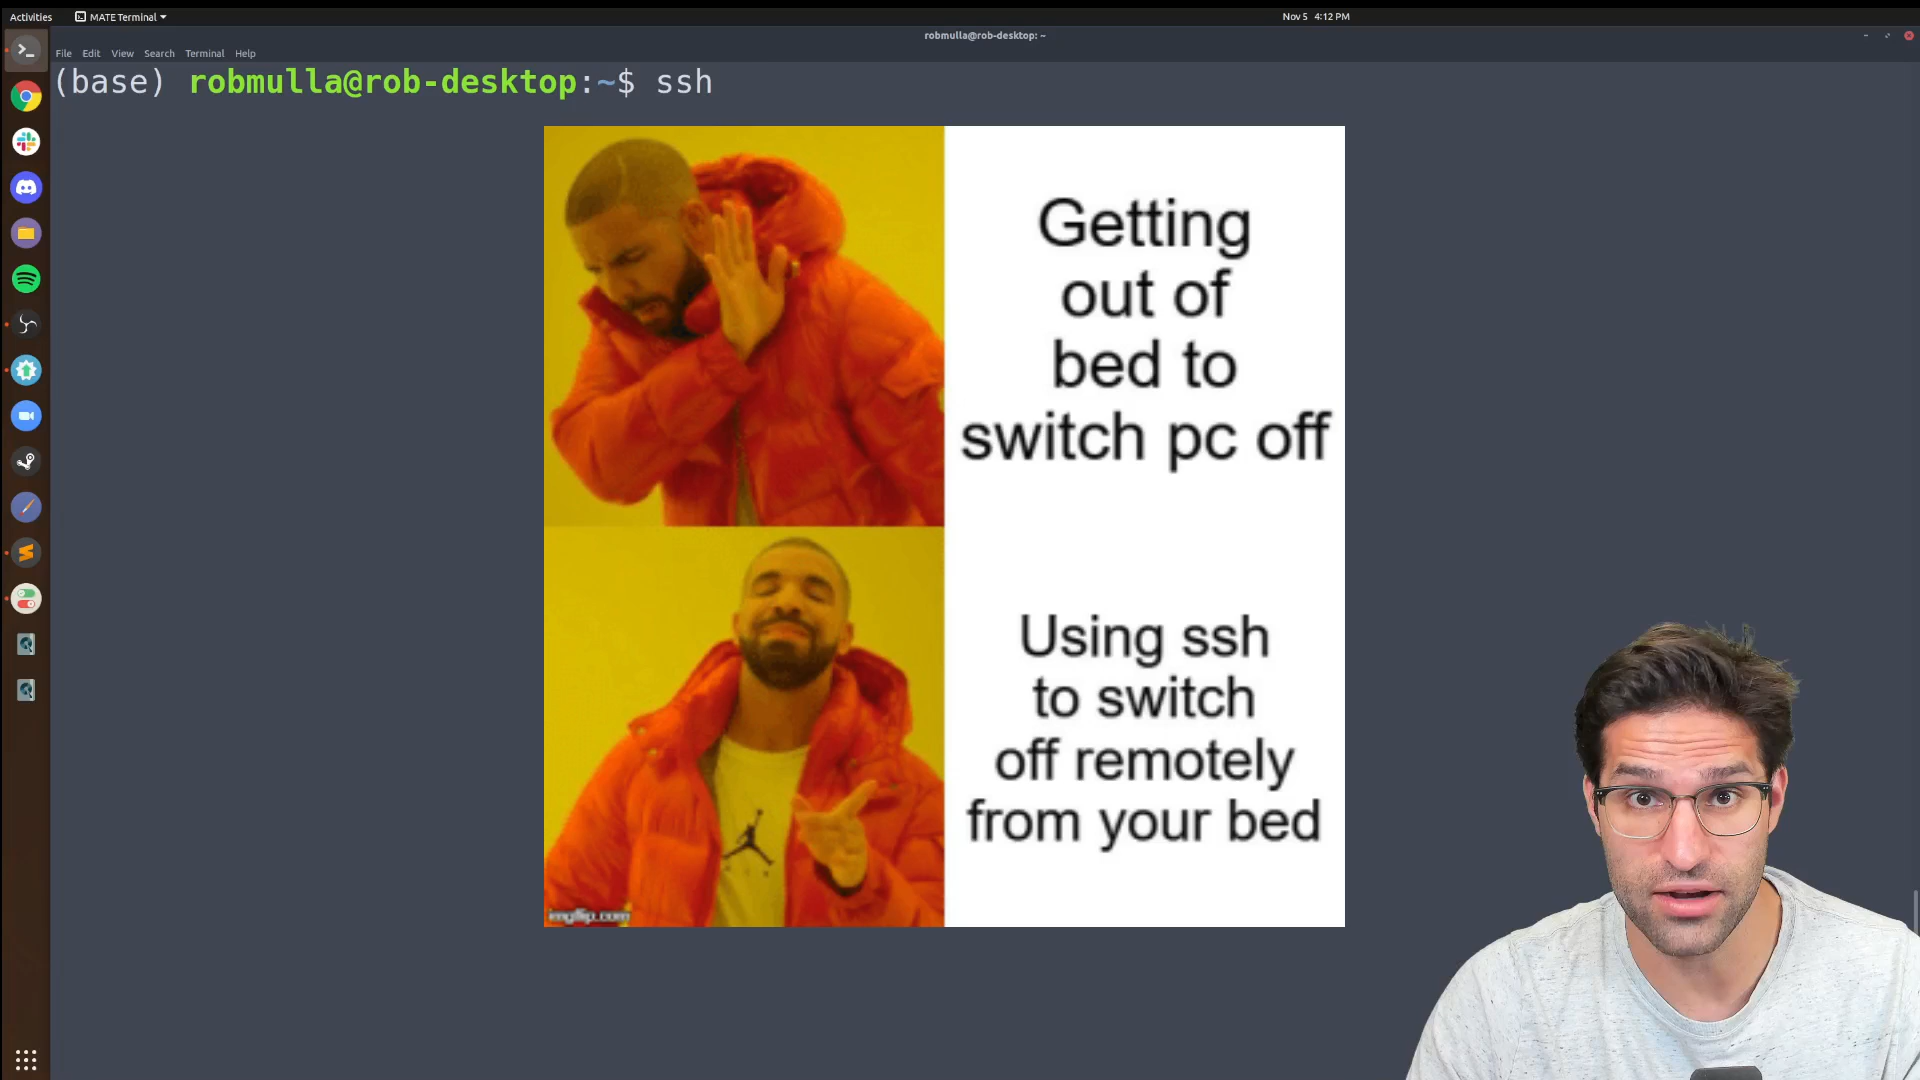 Activities MATE Terminal Nov 5 4:12 PM
robmulla@rob-desktop: ~
File Edit View Search Terminal Help
(base) robmulla@rob-desktop:~$ ssh
Getting
out of
bed to
switch pc off
Using ssh
to switch
off remotely
from your bed
imgflip.com